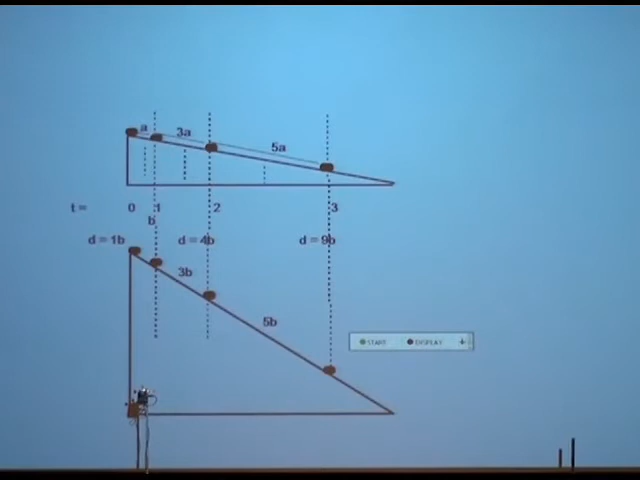 a 3a 5a
t = 0 1 2 3
b
d = 1b d = 4b d = 9b
3b
5b
START DISPLAY